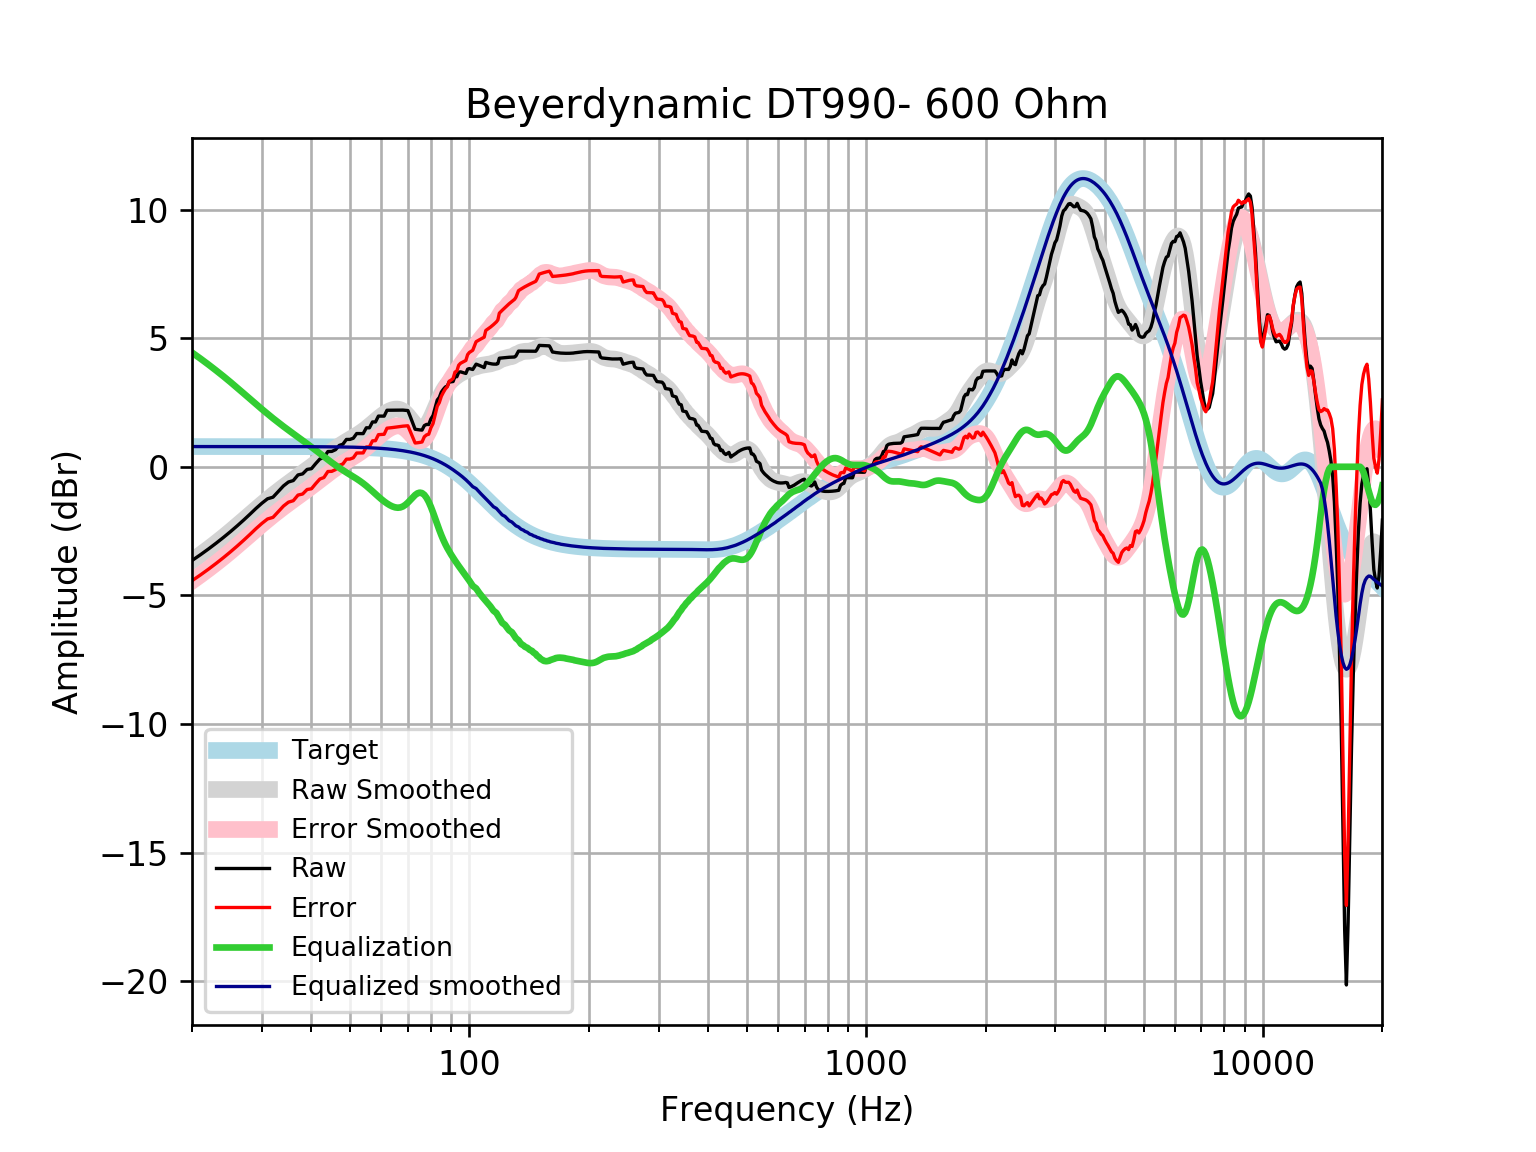 Beyerdynamic DT990- 600 Ohm
Amplitude (dBr)
10
5
0
−5
−10
−15
−20
Target
Raw Smoothed
Error Smoothed
Raw
Error
Equalization
Equalized smoothed
100
1000
10000
Frequency (Hz)